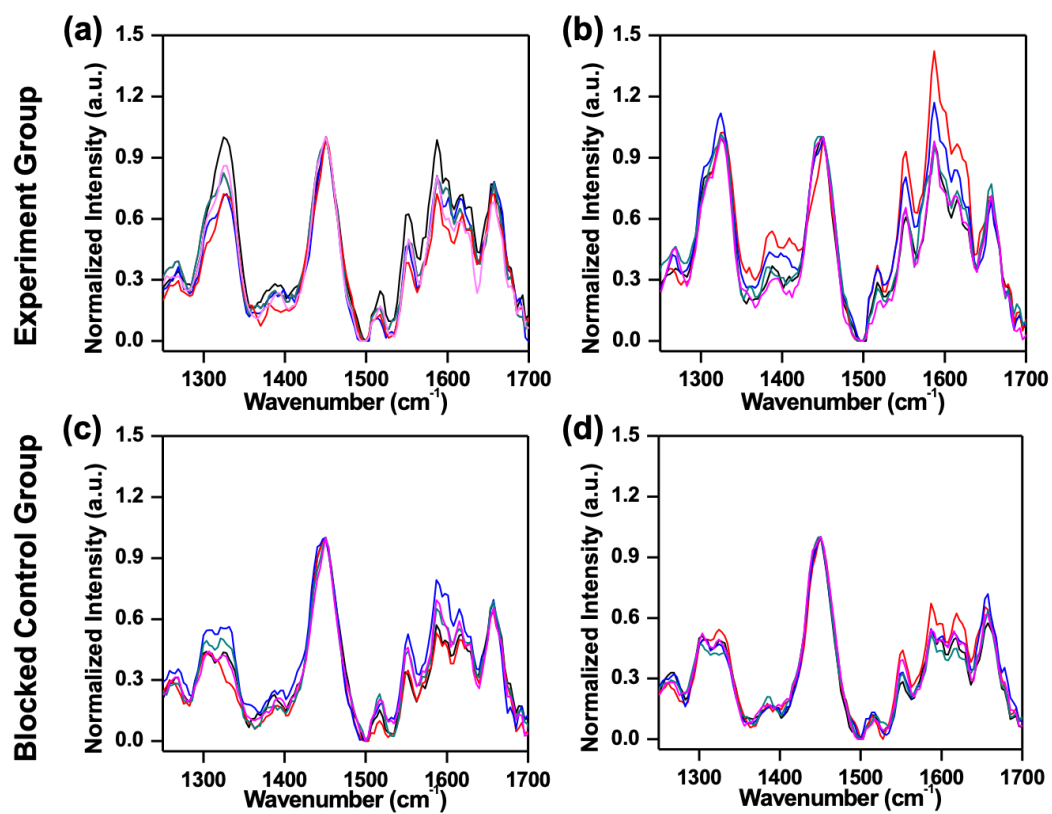 (a)
(b)
Experiment Group
Normalized Intensity (a.u.)
1.5
1.2
0.9
0.6
0.3
0.0
1300 1400 1500 1600 1700
Wavenumber (cm⁻¹)
Normalized Intensity (a.u.)
1.5
1.2
0.9
0.6
0.3
0.0
1300 1400 1500 1600 1700
Wavenumber (cm⁻¹)
(c)
(d)
Blocked Control Group
Normalized Intensity (a.u.)
1.5
1.2
0.9
0.6
0.3
0.0
1300 1400 1500 1600 1700
Wavenumber (cm⁻¹)
Normalized Intensity (a.u.)
1.5
1.2
0.9
0.6
0.3
0.0
1300 1400 1500 1600 1700
Wavenumber (cm⁻¹)